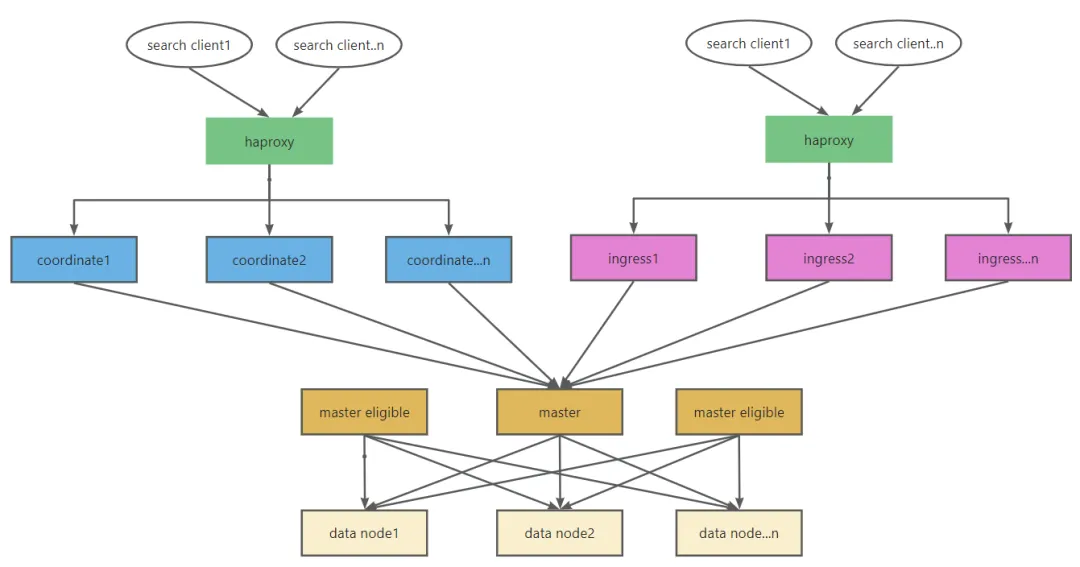 search client1
search client..n
search client1
search client..n
haproxy
haproxy
coordinate1
coordinate2
coordinate...n
ingress1
ingress2
ingress...n
master eligible
master
master eligible
data node1
data node2
data node...n